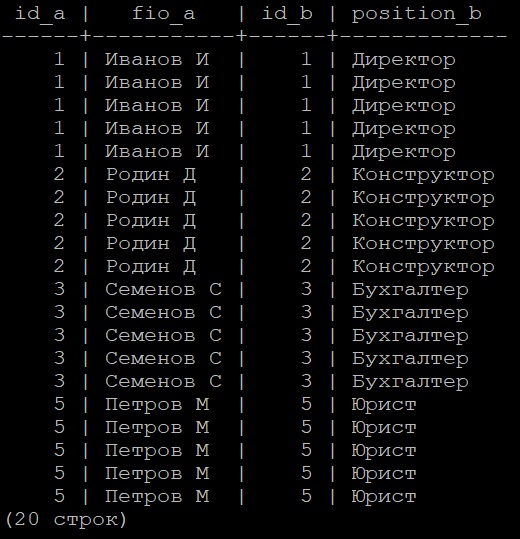 id_a |   fio_a   | id_b | position_b
------+-----------+------+-------------
    1 | Иванов И  |    1 | Директор
    1 | Иванов И  |    1 | Директор
    1 | Иванов И  |    1 | Директор
    1 | Иванов И  |    1 | Директор
    1 | Иванов И  |    1 | Директор
    2 | Родин Д   |    2 | Конструктор
    2 | Родин Д   |    2 | Конструктор
    2 | Родин Д   |    2 | Конструктор
    2 | Родин Д   |    2 | Конструктор
    2 | Родин Д   |    2 | Конструктор
    3 | Семенов С |    3 | Бухгалтер
    3 | Семенов С |    3 | Бухгалтер
    3 | Семенов С |    3 | Бухгалтер
    3 | Семенов С |    3 | Бухгалтер
    3 | Семенов С |    3 | Бухгалтер
    5 | Петров М  |    5 | Юрист
    5 | Петров М  |    5 | Юрист
    5 | Петров М  |    5 | Юрист
    5 | Петров М  |    5 | Юрист
    5 | Петров М  |    5 | Юрист
(20 строк)